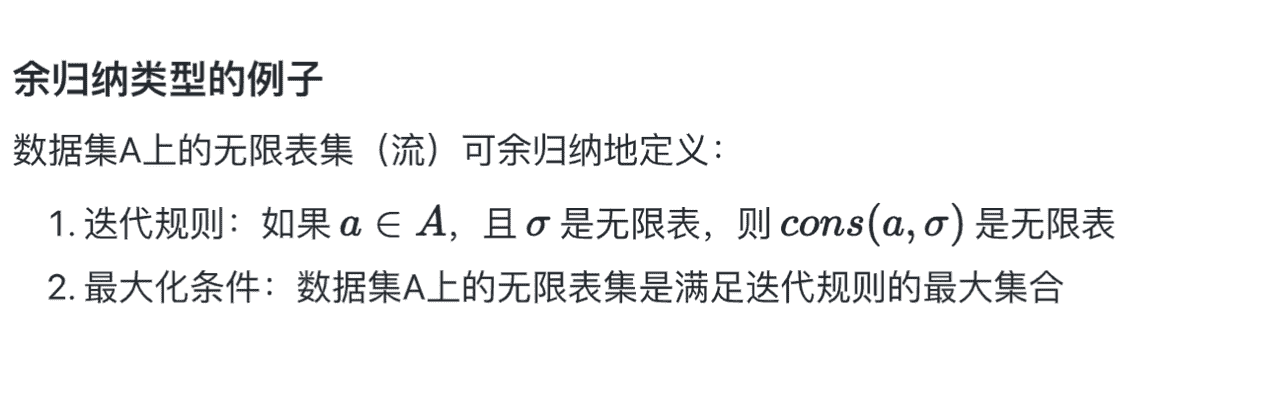 余归纳类型的例子
数据集A上的无限表集（流）可余归纳地定义：
1. 迭代规则：如果 a ∈ A，且 σ 是无限表，则 cons(a, σ) 是无限表
2. 最大化条件：数据集A上的无限表集是满足迭代规则的最大集合